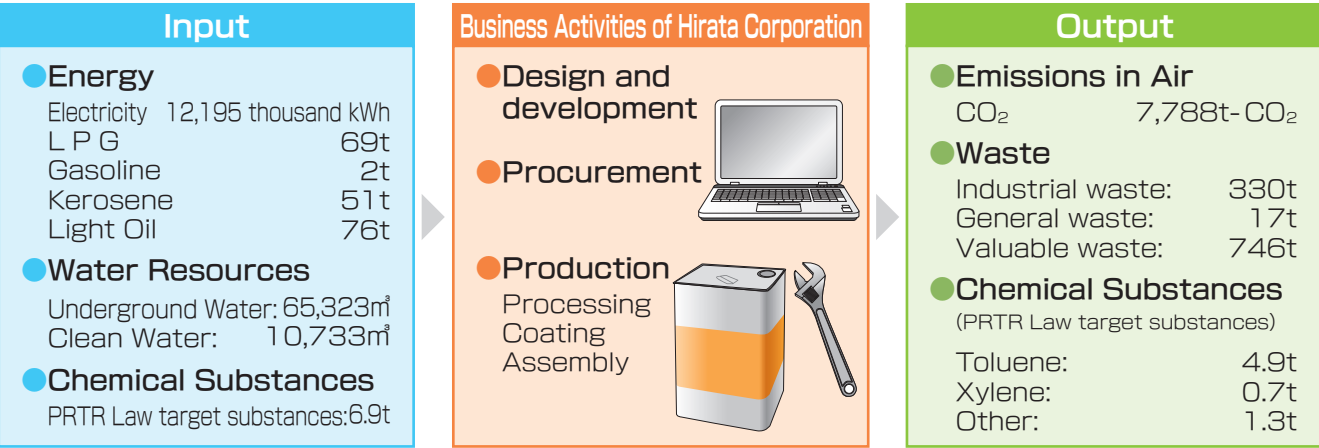 Input
●Energy
Electricity 12,195 thousand kWh
L P G 69t
Gasoline 2t
Kerosene 51t
Light Oil 76t
●Water Resources
Underground Water: 65,323㎥
Clean Water: 10,733㎥
●Chemical Substances
PRTR Law target substances:6.9t
Business Activities of Hirata Corporation
●Design and
development
●Procurement
●Production
Processing
Coating
Assembly
Output
●Emissions in Air
CO₂ 7,788t-CO₂
●Waste
Industrial waste: 330t
General waste: 17t
Valuable waste: 746t
●Chemical Substances
(PRTR Law target substances)
Toluene: 4.9t
Xylene: 0.7t
Other: 1.3t